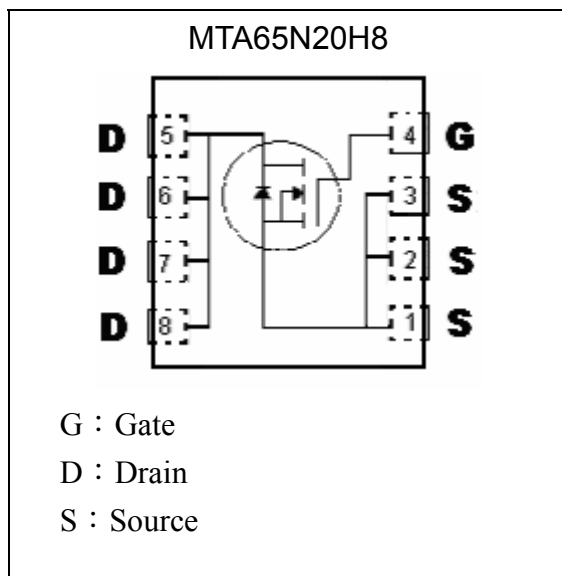 MTA65N20H8
D 5 4 G
D 6 3 S
D 7 2 S
D 8 1 S
G：Gate
D：Drain
S：Source